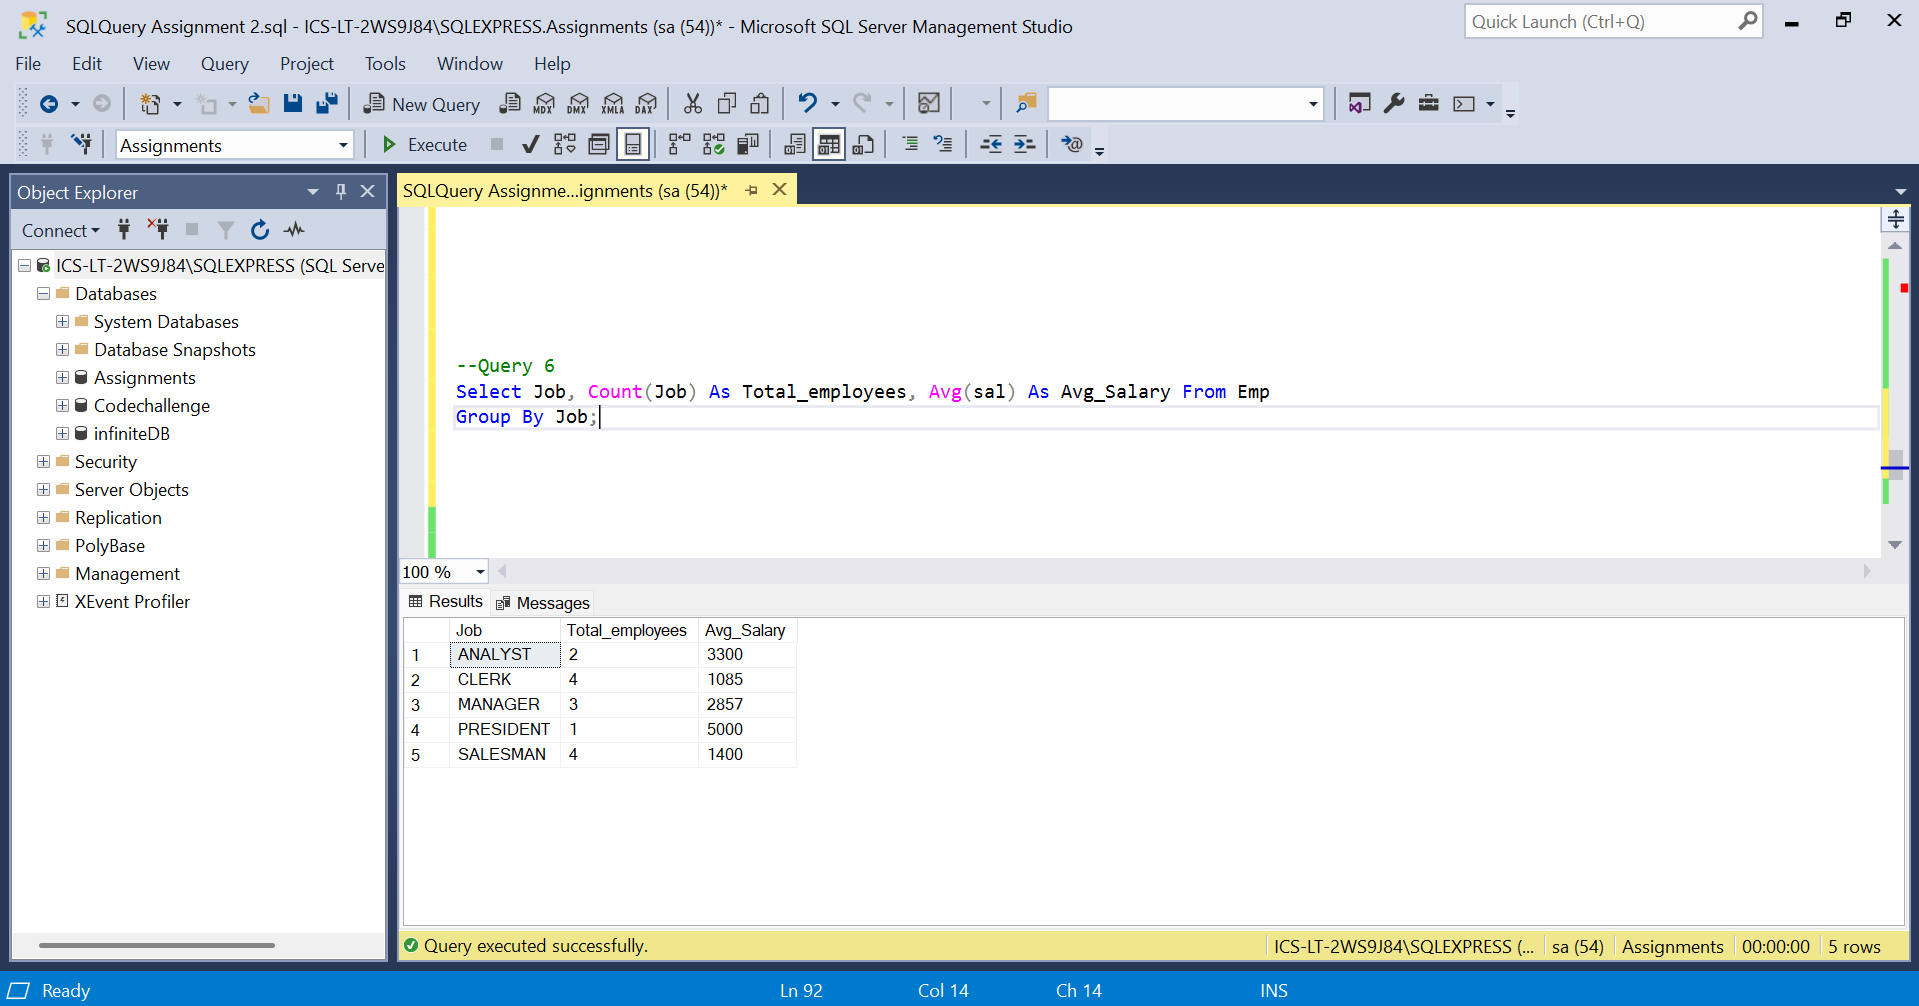 SQLQuery Assignment 2.sql - ICS-LT-2WS9J84\SQLEXPRESS.Assignments (sa (54))* - Microsoft SQL Server Management Studio
Quick Launch (Ctrl+Q)
File Edit View Query Project Tools Window Help
New Query MDX DMX XMLA DAX
Assignments Execute
Object Explorer
SQLQuery Assignme...ignments (sa (54))*
Connect
ICS-LT-2WS9J84\SQLEXPRESS (SQL Serve
Databases
System Databases
Database Snapshots
Assignments
Codechallenge
infiniteDB
Security
Server Objects
Replication
PolyBase
Management
XEvent Profiler
--Query 6
Select Job, Count(Job) As Total_employees, Avg(sal) As Avg_Salary From Emp
Group By Job;
100 %
Results Messages
Job Total_employees Avg_Salary
1 ANALYST 2 3300
2 CLERK 4 1085
3 MANAGER 3 2857
4 PRESIDENT 1 5000
5 SALESMAN 4 1400
Query executed successfully.
ICS-LT-2WS9J84\SQLEXPRESS (... sa (54) Assignments 00:00:00 5 rows
Ready Ln 92 Col 14 Ch 14 INS